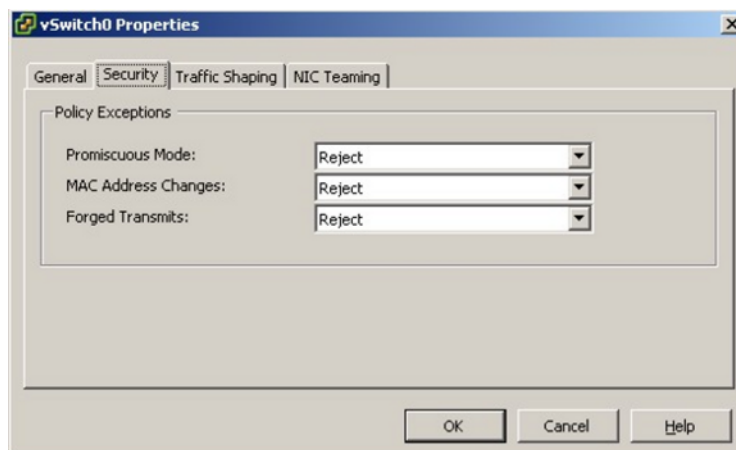 vSwitch0 Properties
General Security Traffic Shaping NIC Teaming
Policy Exceptions
Promiscuous Mode: Reject
MAC Address Changes: Reject
Forged Transmits: Reject
OK Cancel Help